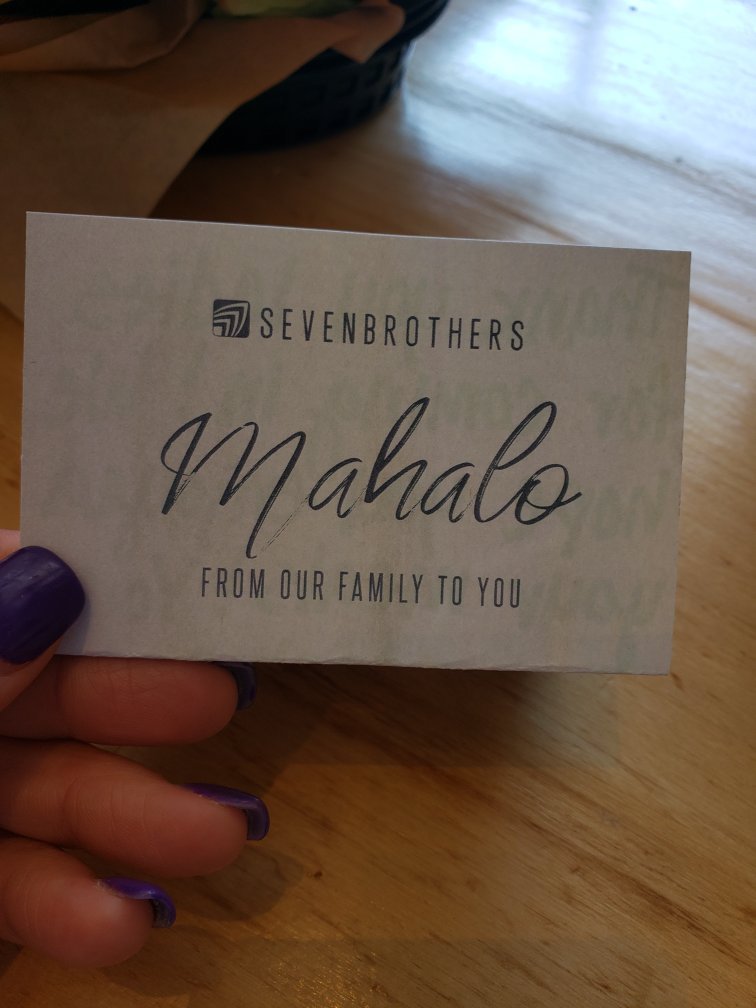 SEVENBROTHERS
Mahalo
FROM OUR FAMILY TO YOU